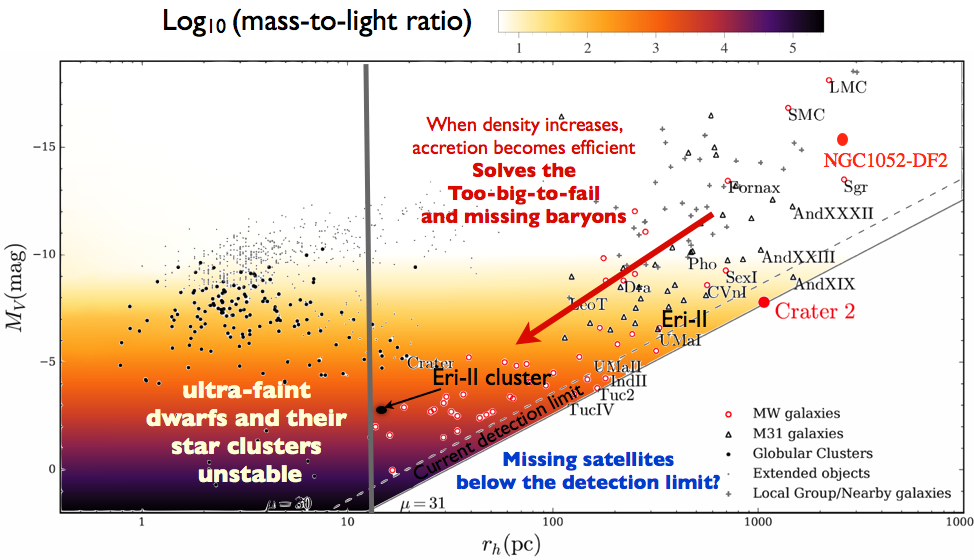 Log10 (mass-to-light ratio)
1 2 3 4 5
When density increases,
accretion becomes efficient
Solves the
Too-big-to-fail
and missing baryons
LMC
SMC
NGC1052-DF2
Sgr
Fornax
AndXXXII
AndXXIII
Pho
SexI
AndXIX
Dra
CVnI
LeoT
Crater 2
Eri-II
UMaI
Crater
Eri-II cluster
UMaII
IndII
Tuc2
TucIV
Current detection limit
ultra-faint
dwarfs and their
star clusters
unstable
Missing satellites
below the detection limit?
MW galaxies
M31 galaxies
Globular Clusters
Extended objects
Local Group/Nearby galaxies
μ = 30
μ = 31
−15
−10
−5
0
MV(mag)
1 10 100 1000 1000
rh(pc)